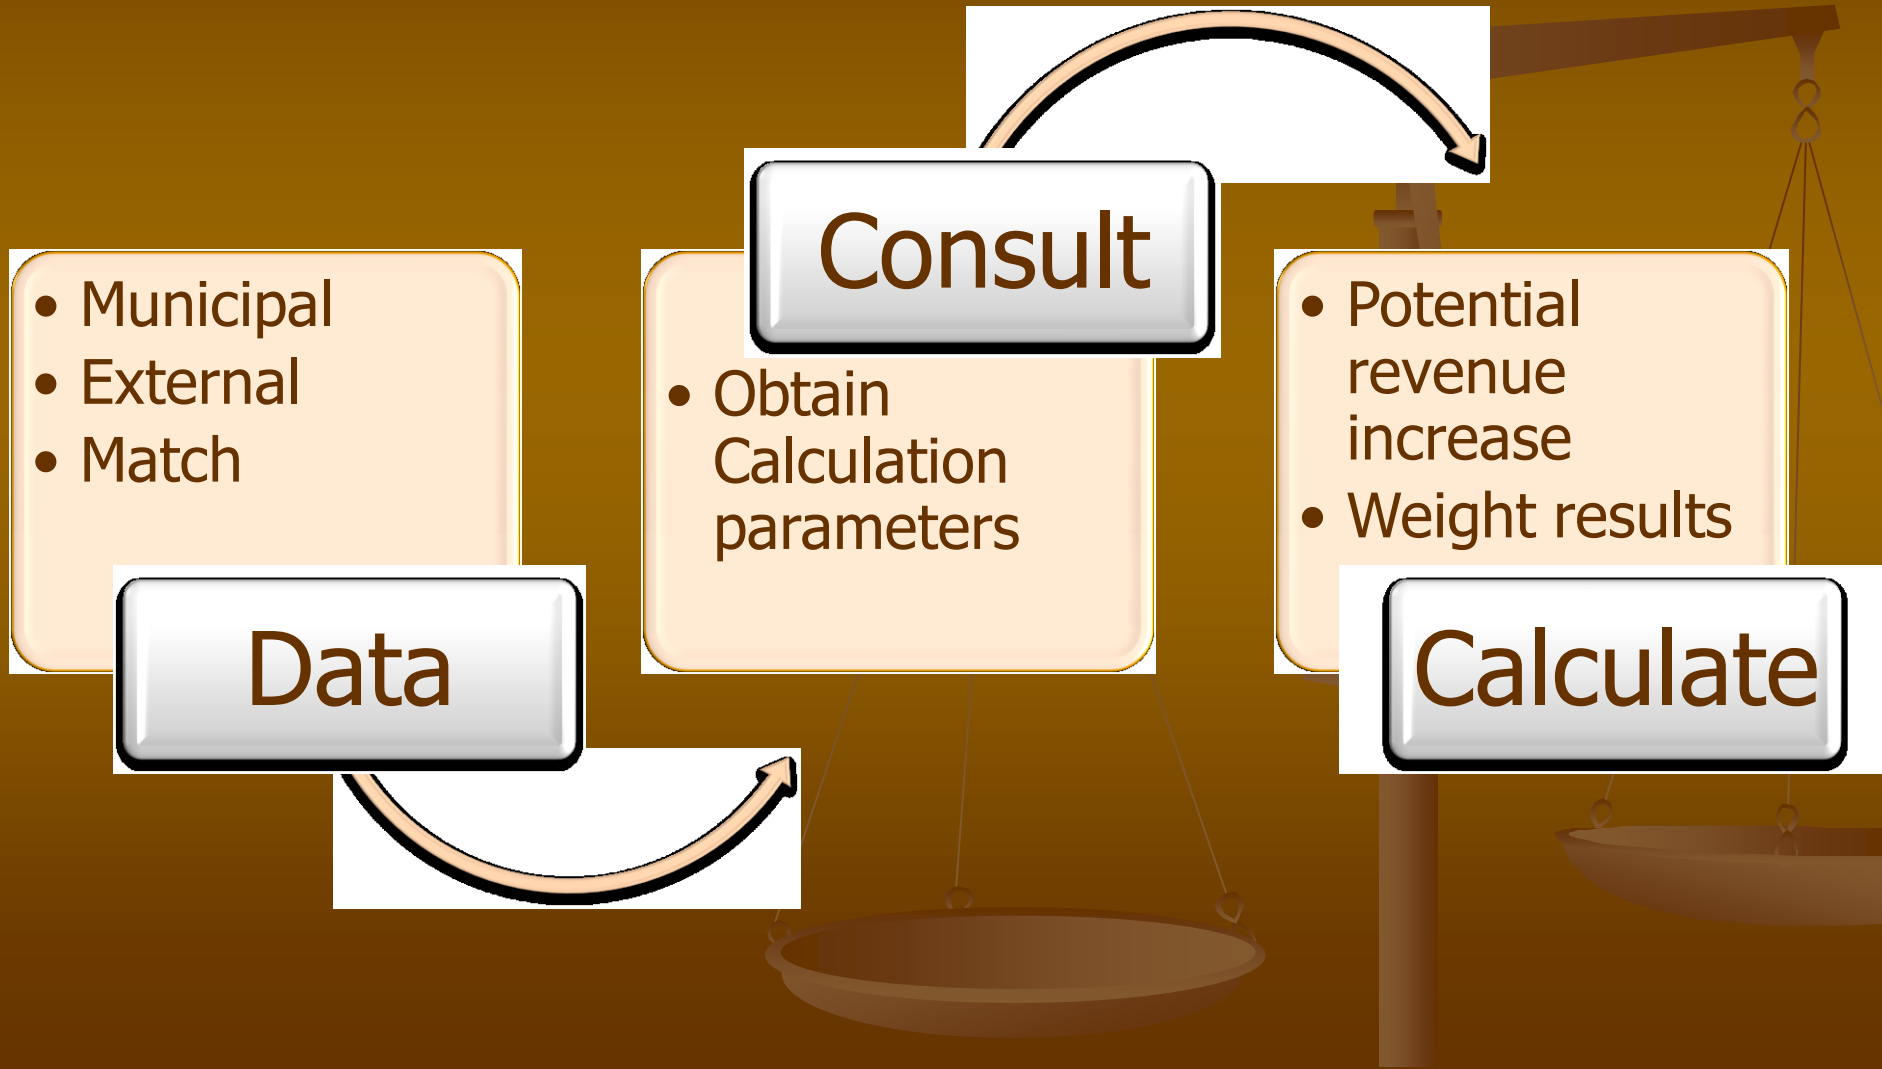 • Municipal
• External
• Match
Data
Consult
• Obtain
Calculation
parameters
• Potential
revenue
increase
• Weight results
Calculate